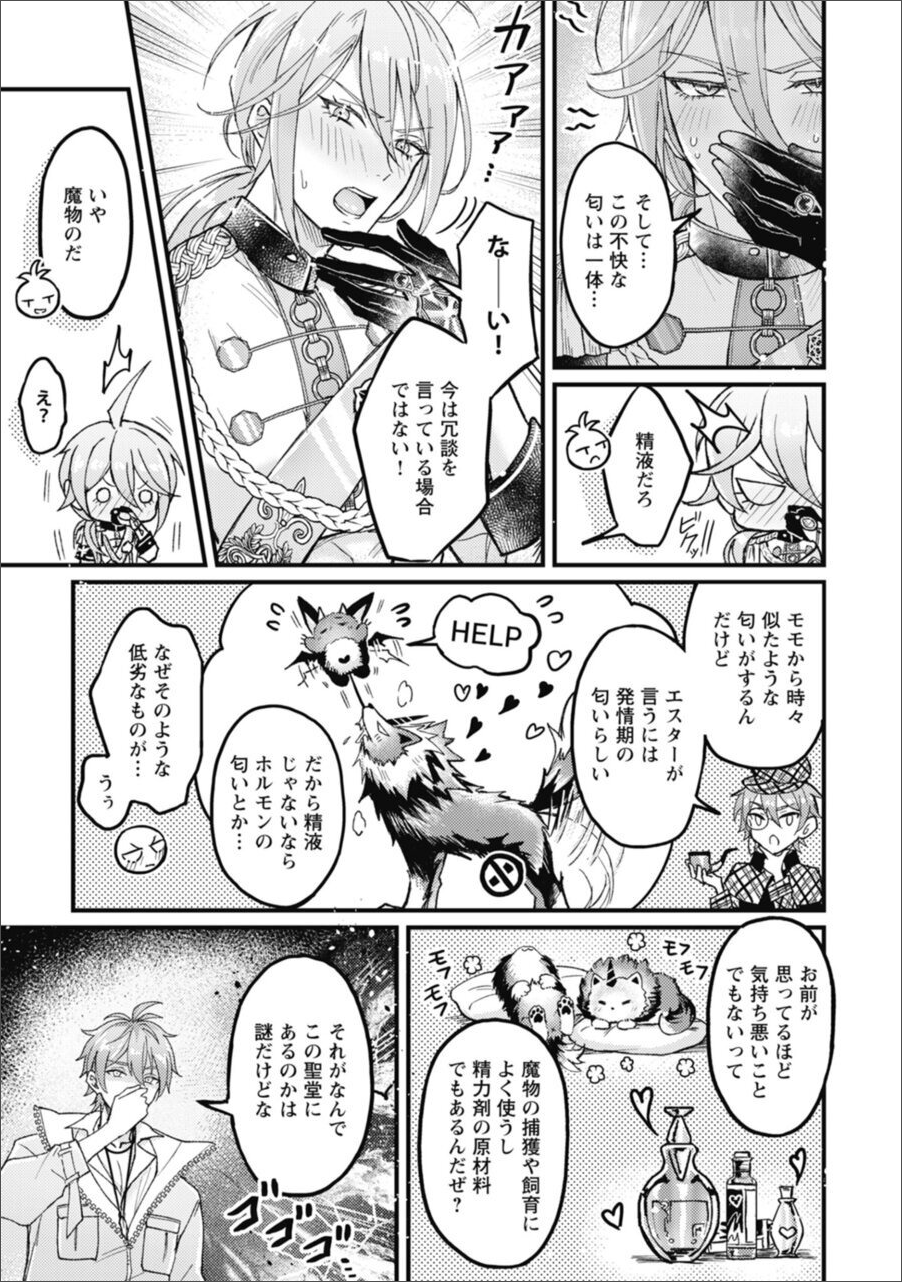 そして…
この不快な
匂いは一体…
精液だろ
カァァァ…
な――い！
今は冗談を
言っている場合
ではない！
いや
魔物のだ
え？
モモから時々
似たような
匂いがするん
だけど
エスターが
言うには
発情期の
匂いらしい
HELP
だから精液
じゃないなら
ホルモンの
匂いとか…
なぜそのような
低劣なものが…
うぅ
お前が
思ってるほど
気持ち悪いこと
でもないって
モフモフ
モフモフ
魔物の捕獲や飼育に
よく使うし
精力剤の原材料
でもあるんだぜ？
それがなんで
この聖堂に
あるのかは
謎だけどな
ゴゴゴ